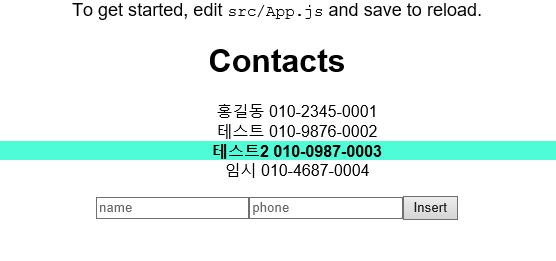 To get started, edit src/App.js and save to reload.
Contacts
홍길동 010-2345-0001
테스트 010-9876-0002
테스트2 010-0987-0003
임시 010-4687-0004
name phone Insert